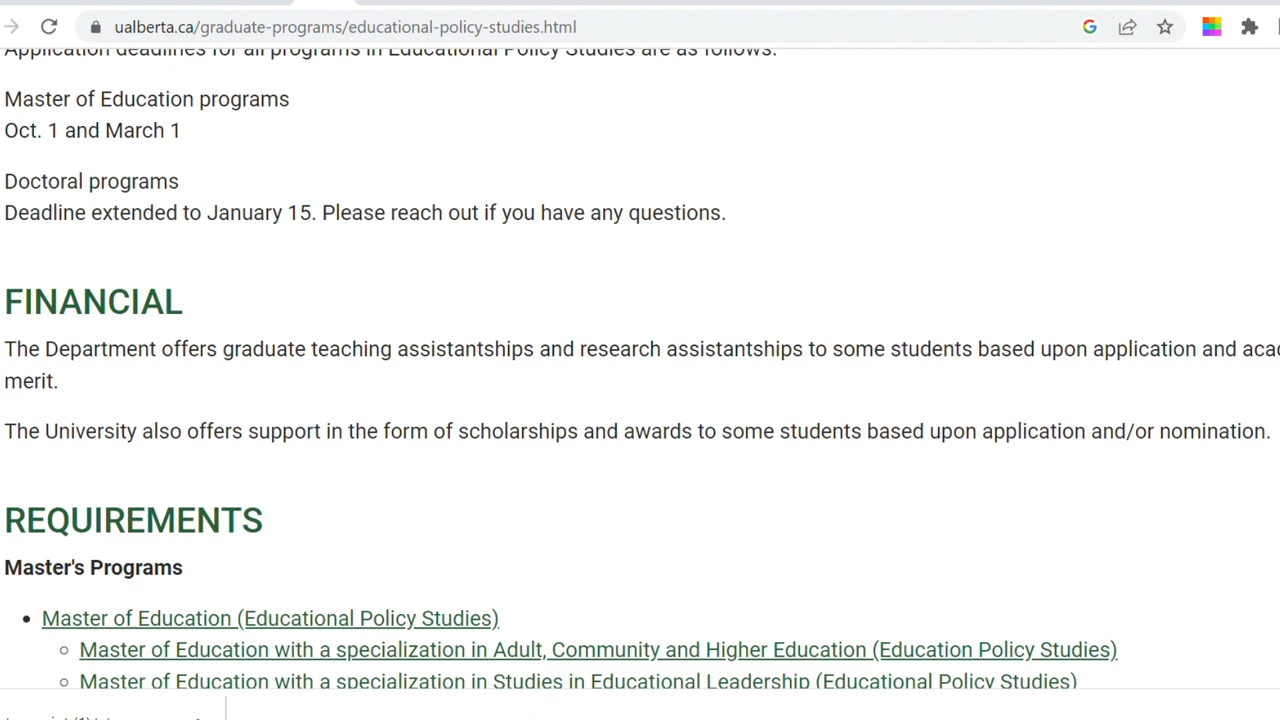 ualberta.ca/graduate-programs/educational-policy-studies.html
Application deadlines for all programs in Educational Policy Studies are as follows:
Master of Education programs
Oct. 1 and March 1
Doctoral programs
Deadline extended to January 15. Please reach out if you have any questions.
FINANCIAL
The Department offers graduate teaching assistantships and research assistantships to some students based upon application and
merit.
The University also offers support in the form of scholarships and awards to some students based upon application and/or nomination.
REQUIREMENTS
Master's Programs
Master of Education (Educational Policy Studies)
Master of Education with a specialization in Adult, Community and Higher Education (Education Policy Studies)
Master of Education with a specialization in Studies in Educational Leadership (Educational Policy Studies)